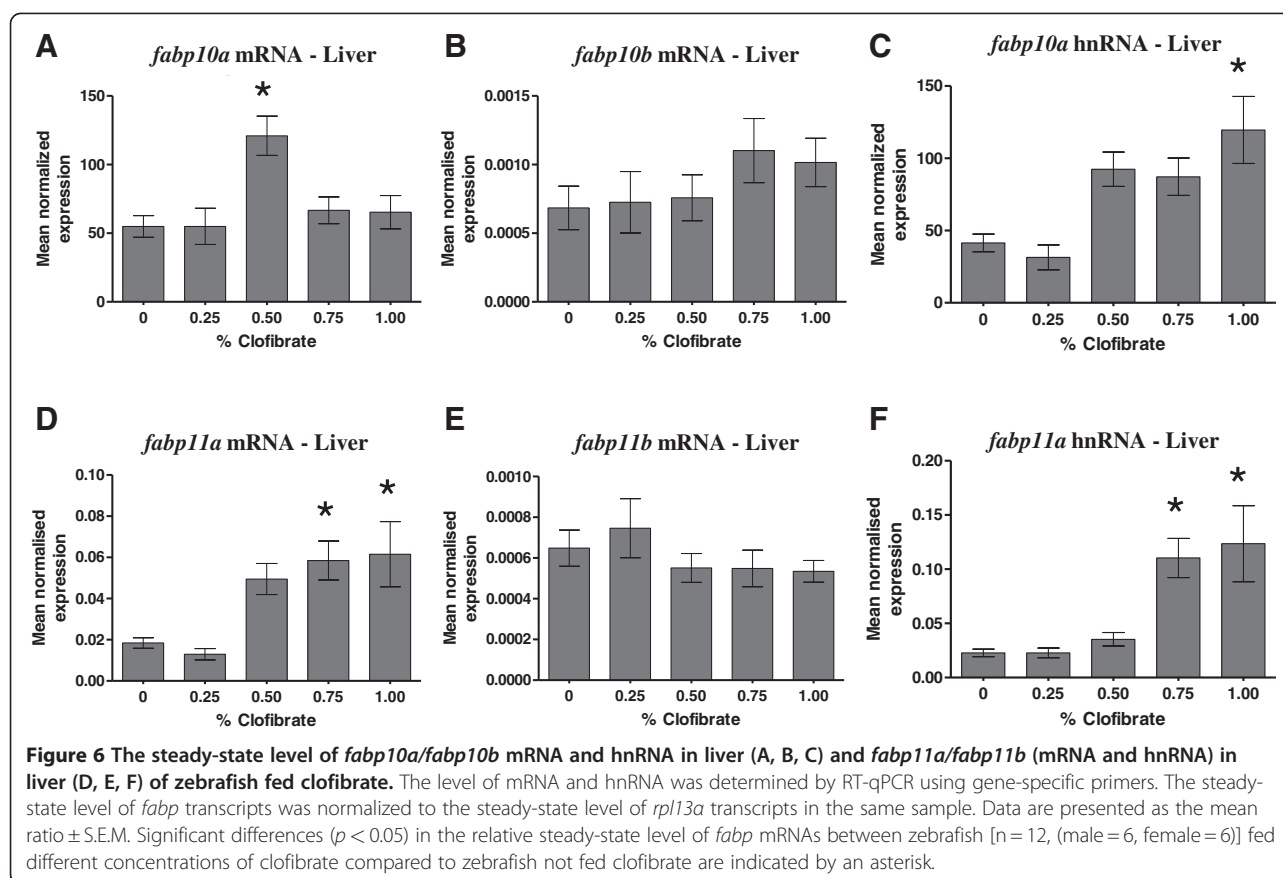 A
fabp10a mRNA - Liver
*
Mean normalized
expression
150
100
50
0
0 0.25 0.50 0.75 1.00
% Clofibrate
B
fabp10b mRNA - Liver
Mean normalised
expression
0.0015
0.0010
0.0005
0.0000
0 0.25 0.50 0.75 1.00
% Clofibrate
C
fabp10a hnRNA - Liver
*
Mean normalized
expression
150
100
50
0
0 0.25 0.50 0.75 1.00
% Clofibrate
D
fabp11a mRNA - Liver
* *
Mean normalised
expression
0.10
0.08
0.06
0.04
0.02
0.00
0 0.25 0.50 0.75 1.00
% Clofibrate
E
fabp11b mRNA - Liver
Mean normalised
expression
0.0010
0.0008
0.0006
0.0004
0.0002
0.0000
0 0.25 0.50 0.75 1.00
% Clofibrate
F
fabp11a hnRNA - Liver
* *
Mean normalised
expression
0.20
0.15
0.10
0.05
0.00
0 0.25 0.50 0.75 1.00
% Clofibrate
Figure 6 The steady-state level of fabp10a/fabp10b mRNA and hnRNA in liver (A, B, C) and fabp11a/fabp11b (mRNA and hnRNA) in
liver (D, E, F) of zebrafish fed clofibrate. The level of mRNA and hnRNA was determined by RT-qPCR using gene-specific primers. The steady-
state level of fabp transcripts was normalized to the steady-state level of rpl13α transcripts in the same sample. Data are presented as the mean
ratio ± S.E.M. Significant differences (p < 0.05) in the relative steady-state level of fabp mRNAs between zebrafish [n = 12, (male = 6, female = 6)] fed
different concentrations of clofibrate compared to zebrafish not fed clofibrate are indicated by an asterisk.